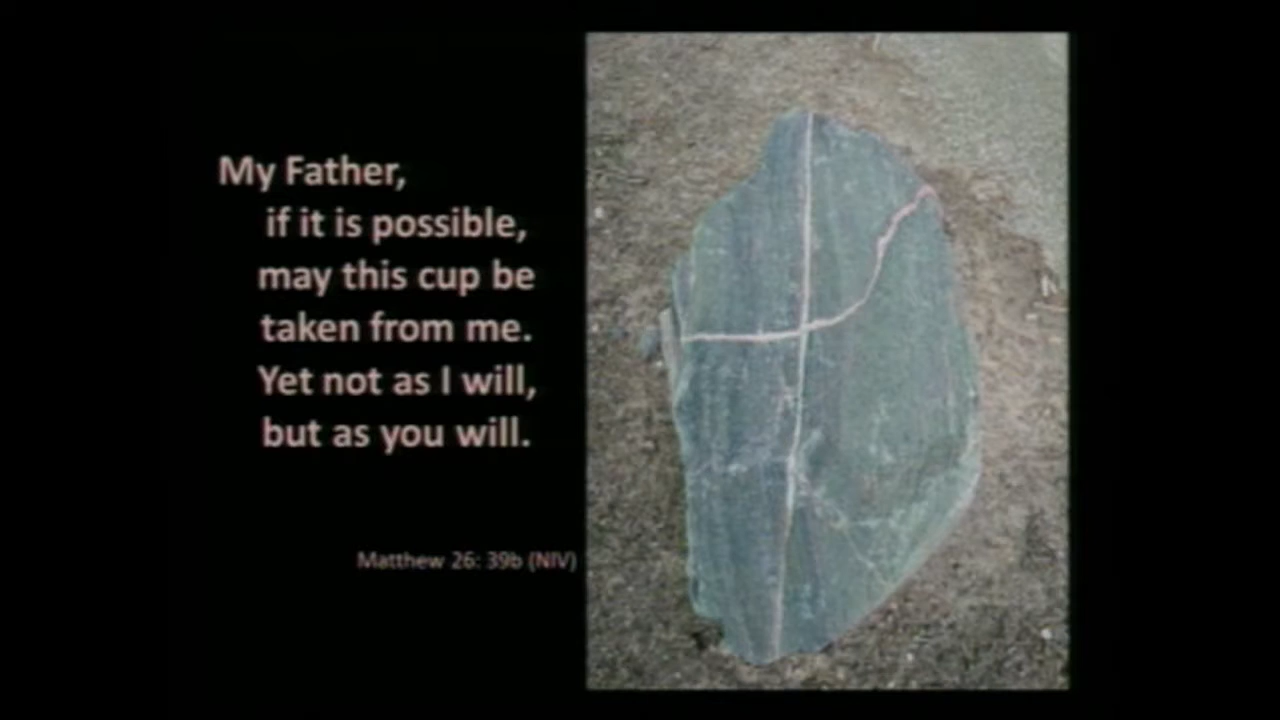 My Father,
if it is possible,
may this cup be
taken from me.
Yet not as I will,
but as you will.
Matthew 26: 39b (NIV)